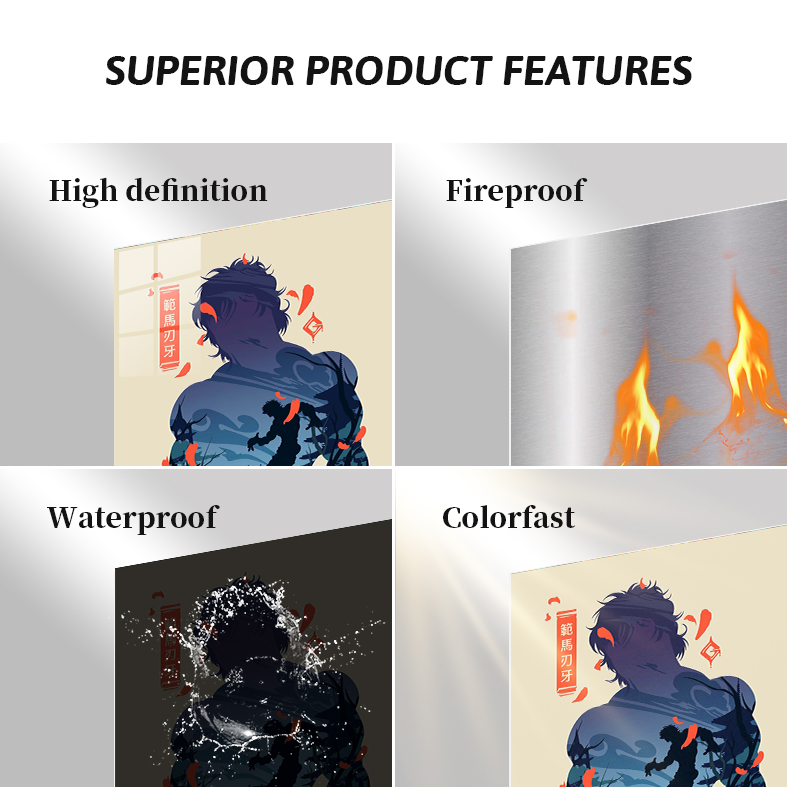 SUPERIOR PRODUCT FEATURES
High definition
Fireproof
範馬刃牙
Waterproof
Colorfast
範馬刃牙